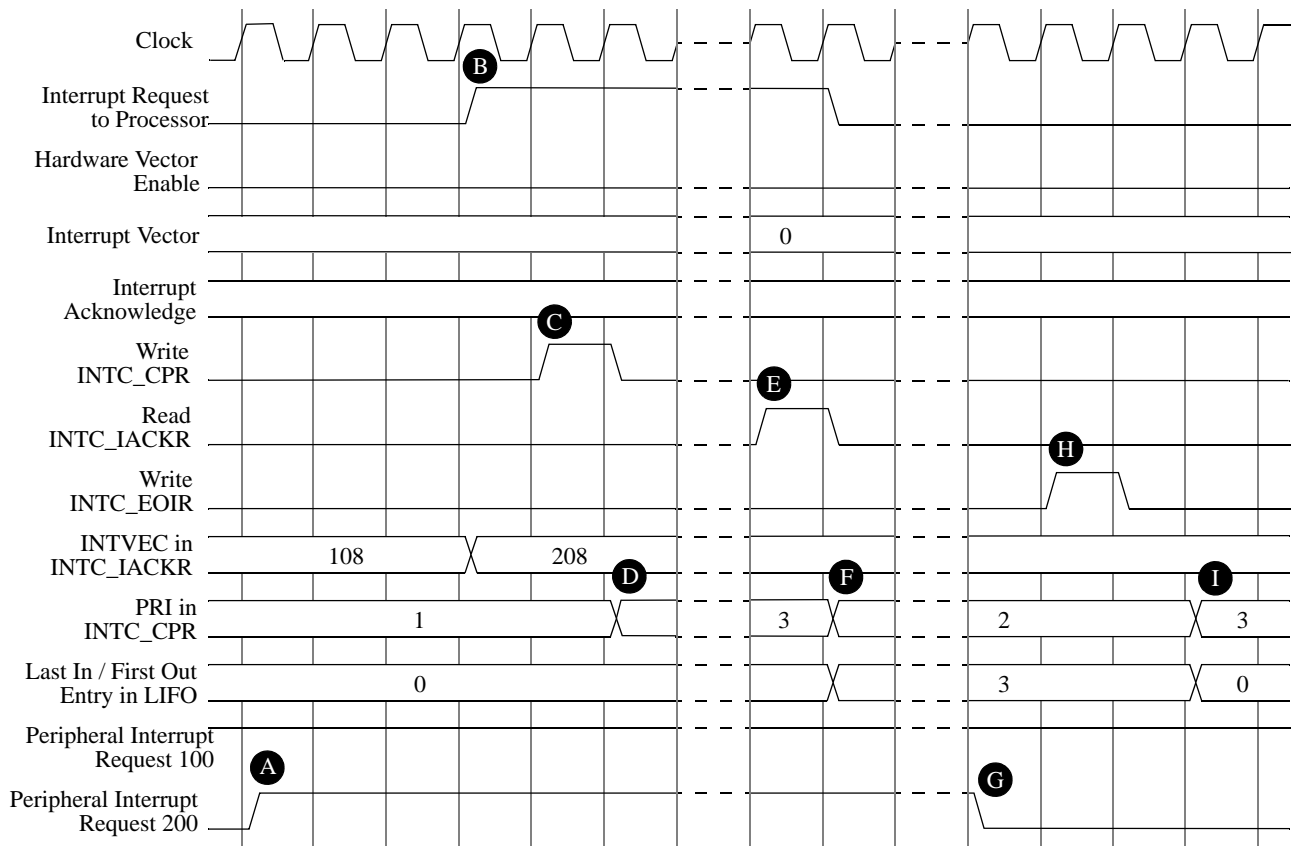 Clock
B
Interrupt Request
to Processor
Hardware Vector
Enable
Interrupt Vector
0
Interrupt
Acknowledge
C
Write
INTC_CPR
E
Read
INTC_IACKR
H
Write
INTC_EOIR
INTVEC in
INTC_IACKR
108
208
D
F
I
PRI in
INTC_CPR
1
3
2
3
Last In / First Out
Entry in LIFO
0
3
0
Peripheral Interrupt
Request 100
A
G
Peripheral Interrupt
Request 200